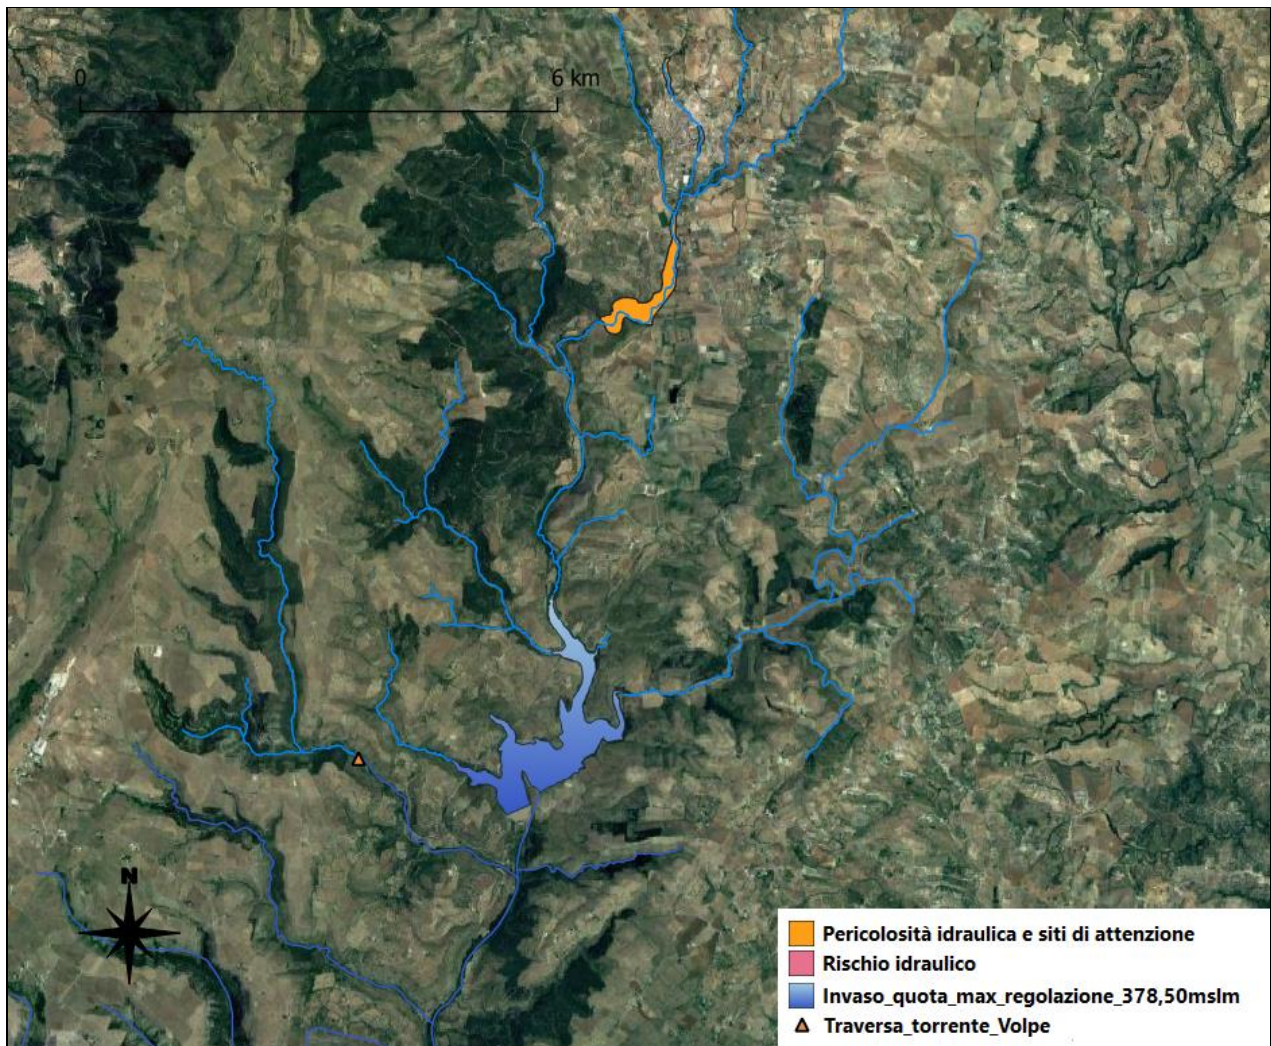 0 6 km
N
Pericolosità idraulica e siti di attenzione
Rischio idraulico
Invaso_quota_max_regolazione_378,50mslm
Traversa_torrente_Volpe